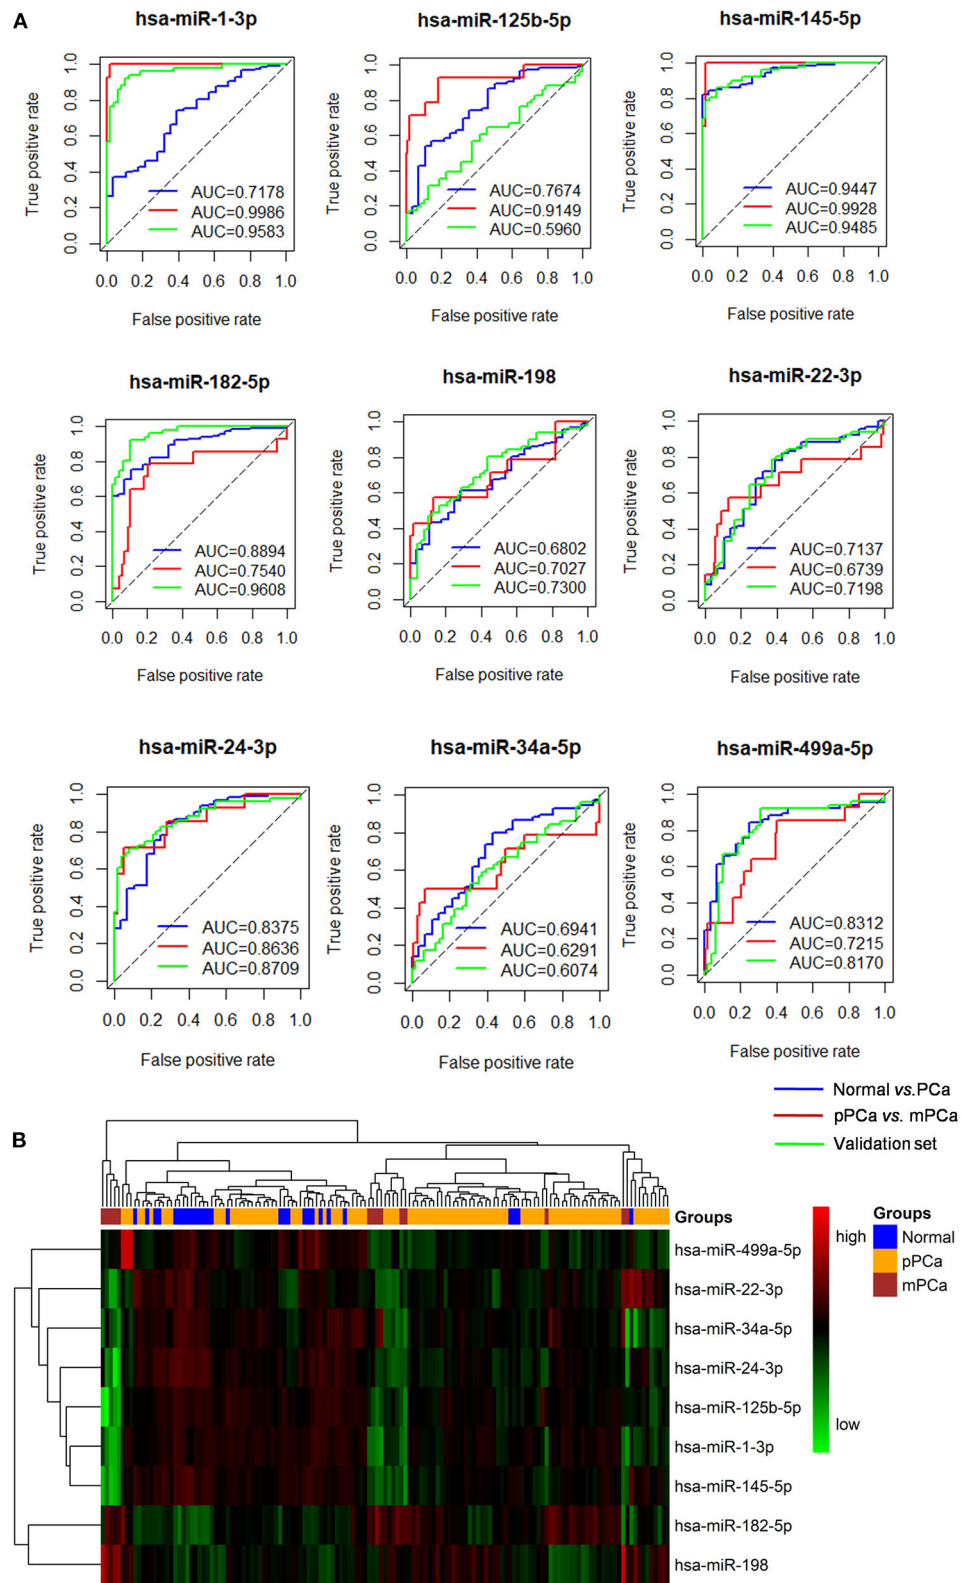 A
hsa-miR-1-3p
hsa-miR-125b-5p
hsa-miR-145-5p
True positive rate
0.0 0.2 0.4 0.6 0.8 1.0
AUC=0.7178
AUC=0.9986
AUC=0.9583
0.0 0.2 0.4 0.6 0.8 1.0
False positive rate
True positive rate
0.0 0.2 0.4 0.6 0.8 1.0
AUC=0.7674
AUC=0.9149
AUC=0.5960
0.0 0.2 0.4 0.6 0.8 1.0
False positive rate
True positive rate
0.0 0.2 0.4 0.6 0.8 1.0
AUC=0.9447
AUC=0.9928
AUC=0.9485
0.0 0.2 0.4 0.6 0.8 1.0
False positive rate
hsa-miR-182-5p
hsa-miR-198
hsa-miR-22-3p
True positive rate
0.0 0.2 0.4 0.6 0.8 1.0
AUC=0.8894
AUC=0.7540
AUC=0.9608
0.0 0.2 0.4 0.6 0.8 1.0
False positive rate
True positive rate
0.0 0.2 0.4 0.6 0.8 1.0
AUC=0.6802
AUC=0.7027
AUC=0.7300
0.0 0.2 0.4 0.6 0.8 1.0
False positive rate
True positive rate
0.0 0.2 0.4 0.6 0.8 1.0
AUC=0.7137
AUC=0.6739
AUC=0.7198
0.0 0.2 0.4 0.6 0.8 1.0
False positive rate
hsa-miR-24-3p
hsa-miR-34a-5p
hsa-miR-499a-5p
True positive rate
0.0 0.2 0.4 0.6 0.8 1.0
AUC=0.8375
AUC=0.8636
AUC=0.8709
0.0 0.2 0.4 0.6 0.8 1.0
False positive rate
True positive rate
0.0 0.2 0.4 0.6 0.8 1.0
AUC=0.6941
AUC=0.6291
AUC=0.6074
0.0 0.2 0.4 0.6 0.8 1.0
False positive rate
True positive rate
0.0 0.2 0.4 0.6 0.8 1.0
AUC=0.8312
AUC=0.7215
AUC=0.8170
0.0 0.2 0.4 0.6 0.8 1.0
False positive rate
Normal vs.PCa
pPCa vs. mPCa
Validation set
B
Groups
hsa-miR-499a-5p
hsa-miR-22-3p
hsa-miR-34a-5p
hsa-miR-24-3p
hsa-miR-125b-5p
hsa-miR-1-3p
hsa-miR-145-5p
hsa-miR-182-5p
hsa-miR-198
high
low
Groups
Normal
pPCa
mPCa